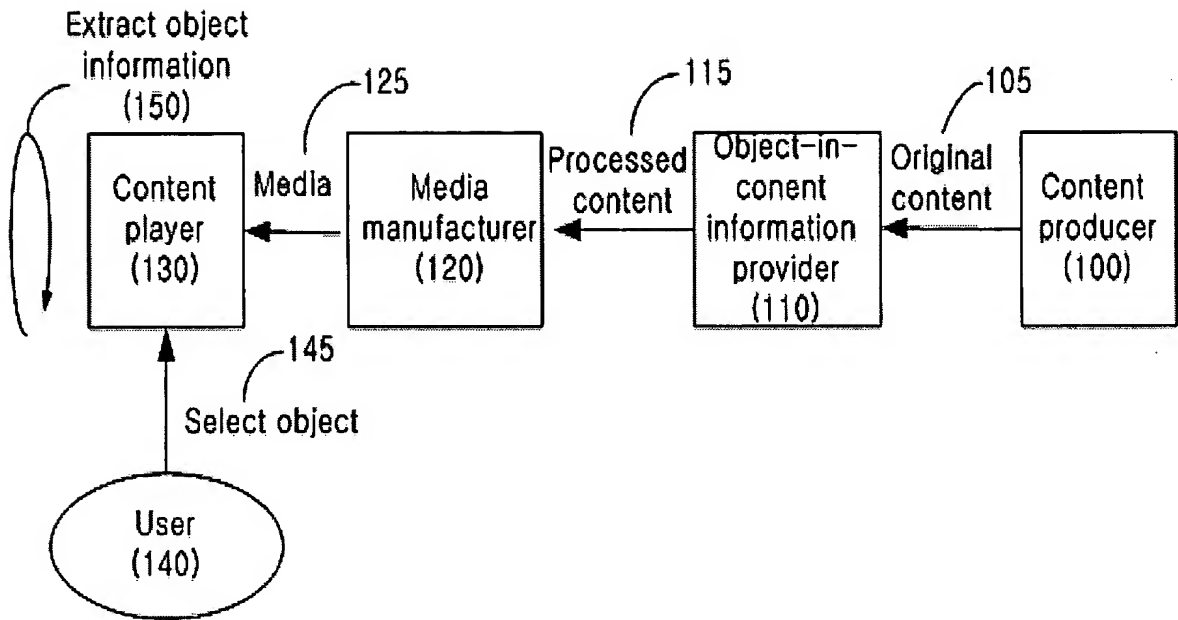 Extract object
information
(150)
125
115
105
Content
player
(130)
Media
Media
manufacturer
(120)
Processed
content
Object-in-
conent
information
provider
(110)
Original
content
Content
producer
(100)
145
Select object
User
(140)